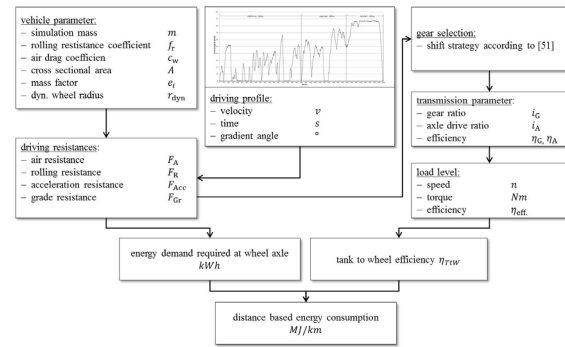 vehicle parameter:
– simulation mass m
– rolling restistance coefficient fr
– air drag coefficien cw
– cross sectional area A
– mass factor ei
– dyn. wheel radius rdyn
driving profile:
– velocity v
– time s
– gradient angle °
gear selection:
– shift strategy according to [51]
transmission parameter:
– gear ratio iG
– axle drive ratio iA
– efficiency ηG, ηA
driving resistances:
– air resistance FA
– rolling resistance FR
– acceleration resistance FAcc
– grade resistance FGr
load level:
– speed n
– torque Nm
– efficiency ηeff.
energy demand required at wheel axle
kWh
tank to wheel efficiency ηTtW
distance based energy consumption
MJ/km